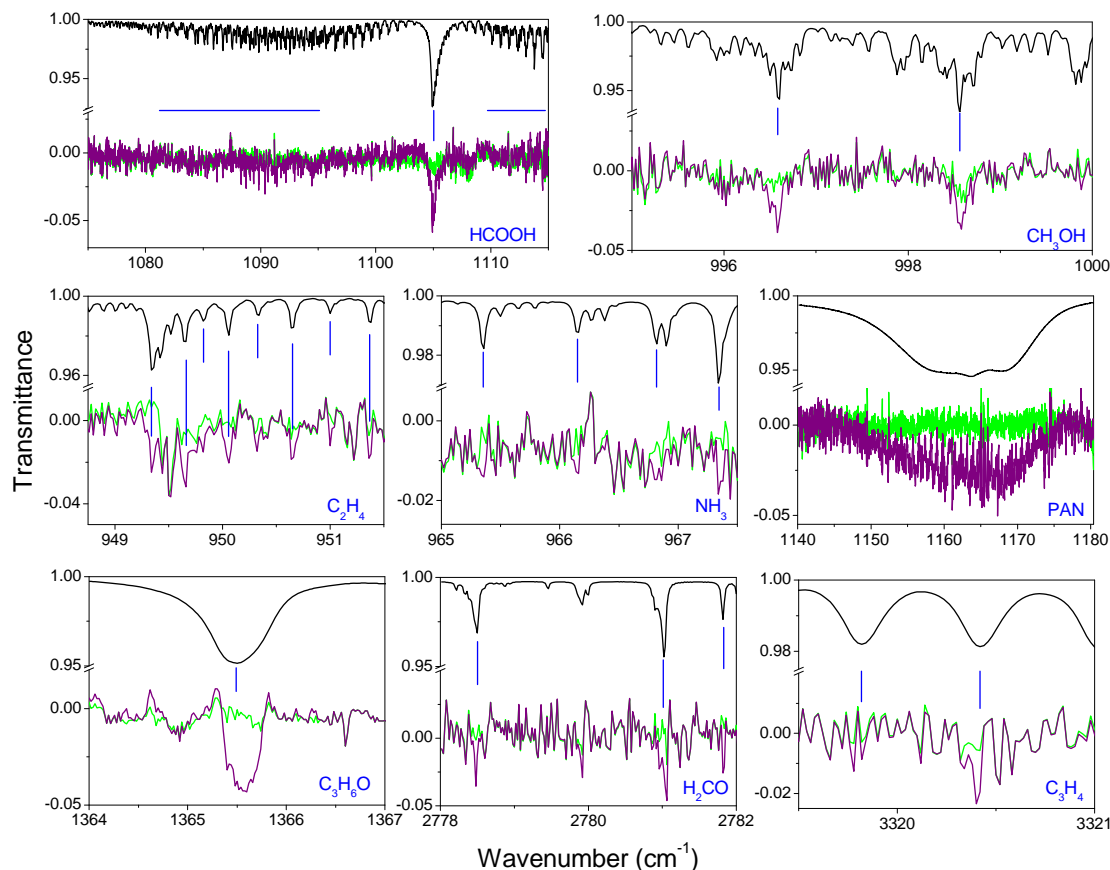 1.00
0.95
0.00
-0.05
1080 1090 1100 1110
HCOOH
1.00
0.95
0.00
-0.05
996 998 1000
CH3OH
1.00
0.96
0.00
-0.04
949 950 951
C2H4
1.00
0.98
0.00
-0.02
965 966 967
NH3
1.00
0.95
0.00
-0.05
1140 1150 1160 1170 1180
PAN
1.00
0.95
0.00
-0.05
1364 1365 1366 1367
C3H6O
1.00
0.95
0.00
-0.05
2778 2780 2782
H2CO
1.00
0.98
0.00
-0.02
3320 3321
C3H4
Transmittance
Wavenumber (cm-1)